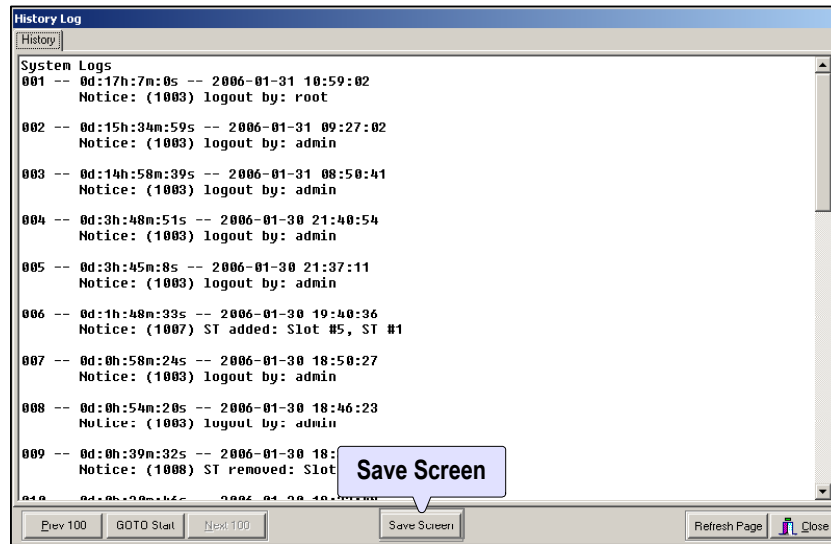 History Log
History
System Logs
001 -- 0d:17h:7m:0s -- 2006-01-31 10:59:02
Notice: (1003) logout by: root
002 -- 0d:15h:34m:59s -- 2006-01-31 09:27:02
Notice: (1003) logout by: admin
003 -- 0d:14h:58m:39s -- 2006-01-31 08:50:41
Notice: (1003) logout by: admin
004 -- 0d:3h:48m:51s -- 2006-01-30 21:40:54
Notice: (1003) logout by: admin
005 -- 0d:3h:45m:8s -- 2006-01-30 21:37:11
Notice: (1003) logout by: admin
006 -- 0d:1h:48m:33s -- 2006-01-30 19:40:36
Notice: (1007) ST added: Slot #5, ST #1
007 -- 0d:0h:58m:24s -- 2006-01-30 18:50:27
Notice: (1003) logout by: admin
008 -- 0d:0h:54m:20s -- 2006-01-30 18:46:23
Notice: (1003) logout by: admin
009 -- 0d:0h:39m:32s -- 2006-01-30 18:
Notice: (1008) ST removed: Slot
Save Screen
Prev 100 GOTO Start Next 100 Save Screen Refresh Page Close